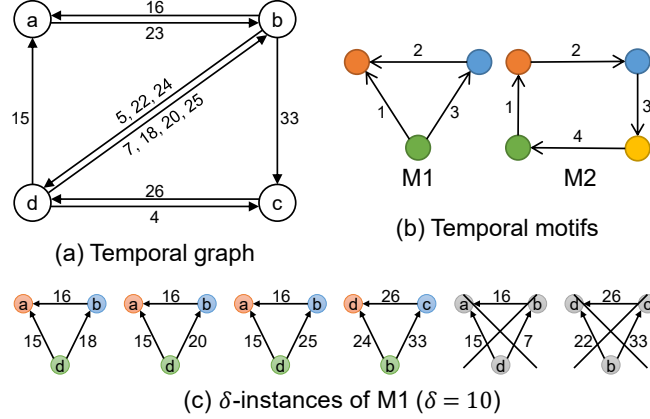 16
a b
23
15
5, 22, 24
7, 18, 20, 25
33
26
d c
4
(a) Temporal graph
2 2
1 3 1 3
4
M1 M2
(b) Temporal motifs
16 16 16 26 16 26
a b a b a b d c a b d c
15 18 15 20 15 25 24 33 15 7 22 33
d d d b d b
(c) δ-instances of M1 (δ = 10)